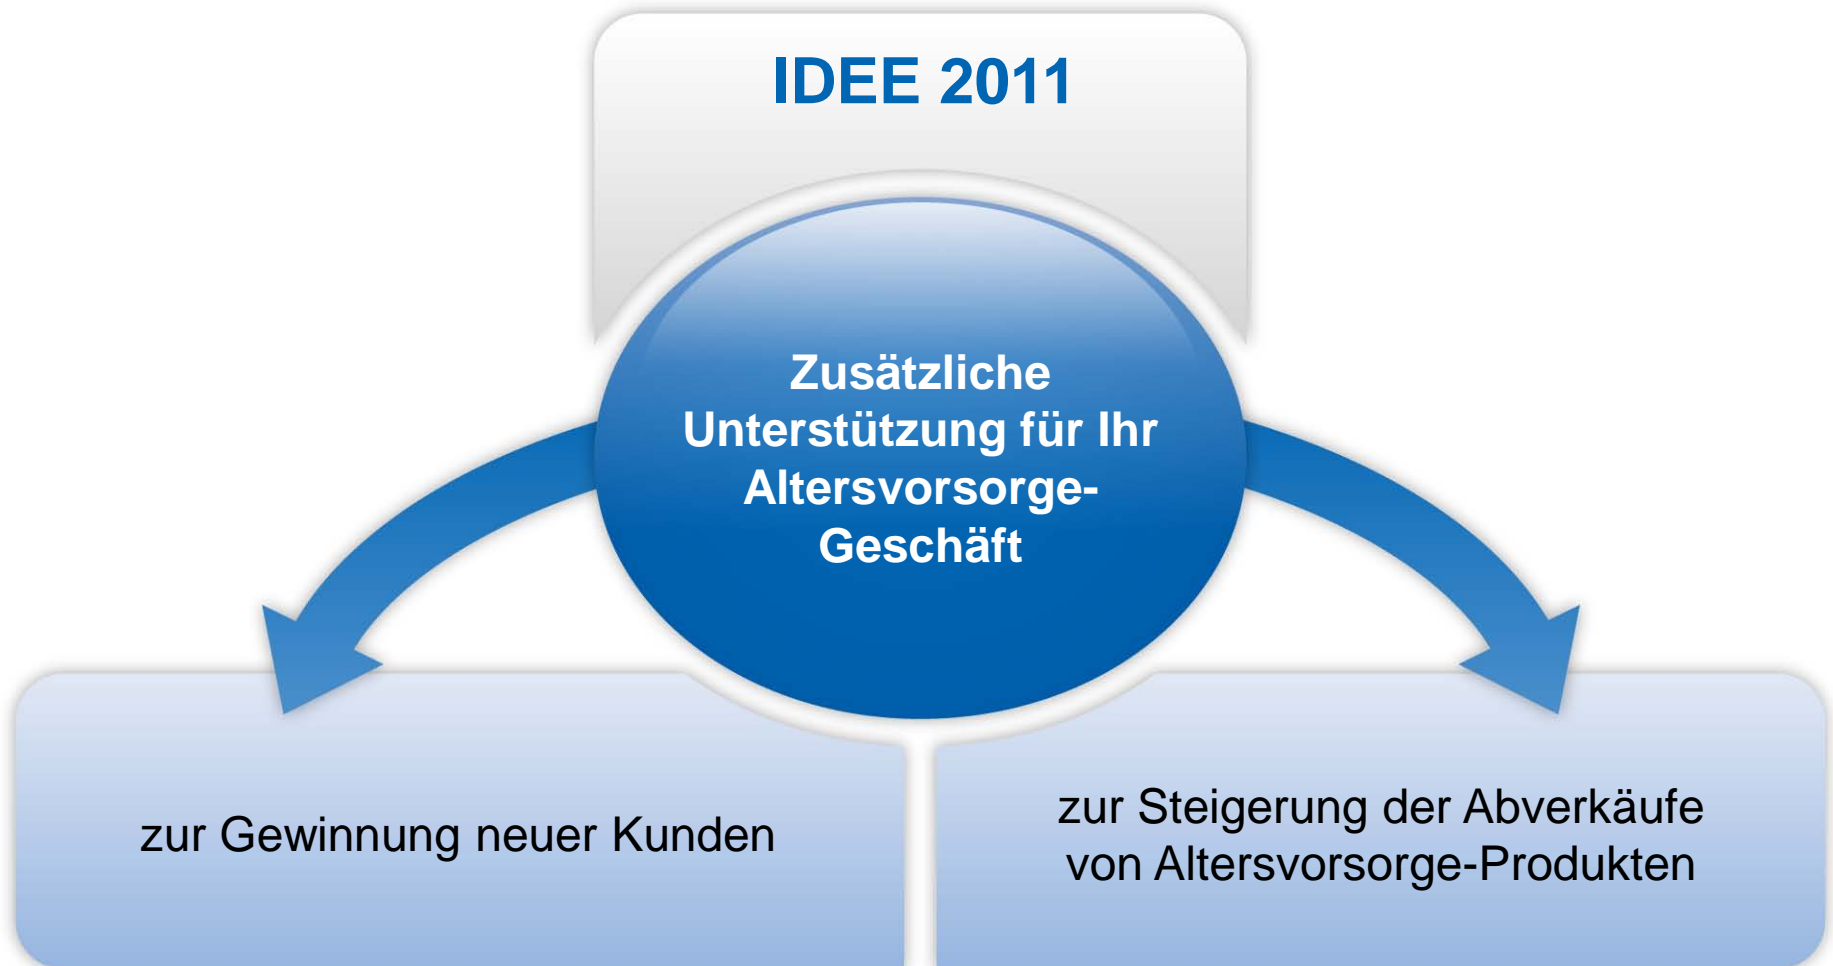 IDEE 2011
Zusätzliche
Unterstützung für Ihr
Altersvorsorge-
Geschäft
zur Gewinnung neuer Kunden
zur Steigerung der Abverkäufe
von Altersvorsorge-Produkten